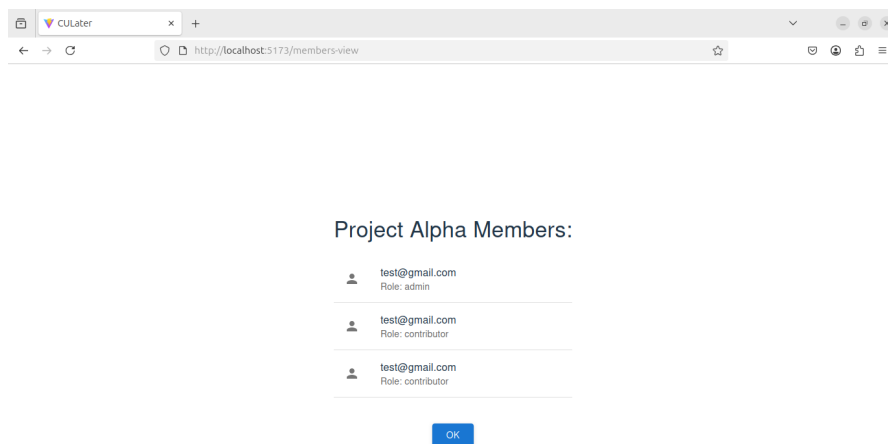 CULater
http://localhost:5173/members-view
Project Alpha Members:
test@gmail.com
Role: admin
test@gmail.com
Role: contributor
test@gmail.com
Role: contributor
OK